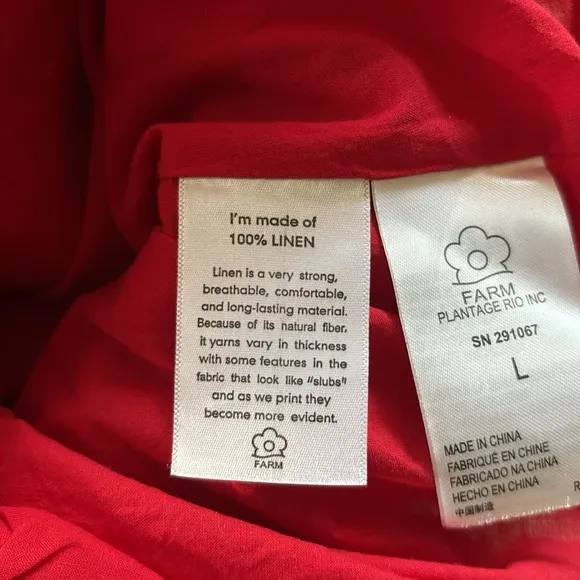 I'm made of
100% LINEN
Linen is a very strong,
breathable, comfortable,
and long-lasting material.
Because of its natural fiber,
it yarns vary in thickness
with some features in the
fabric that look like "slubs"
and as we print they
become more evident.
FARM
FARM
PLANTAGE RIO INC
SN 291067
L
MADE IN CHINA
FABRIQUÉ EN CHINE
FABRICADO NA CHINA
HECHO EN CHINA
中国制造
R